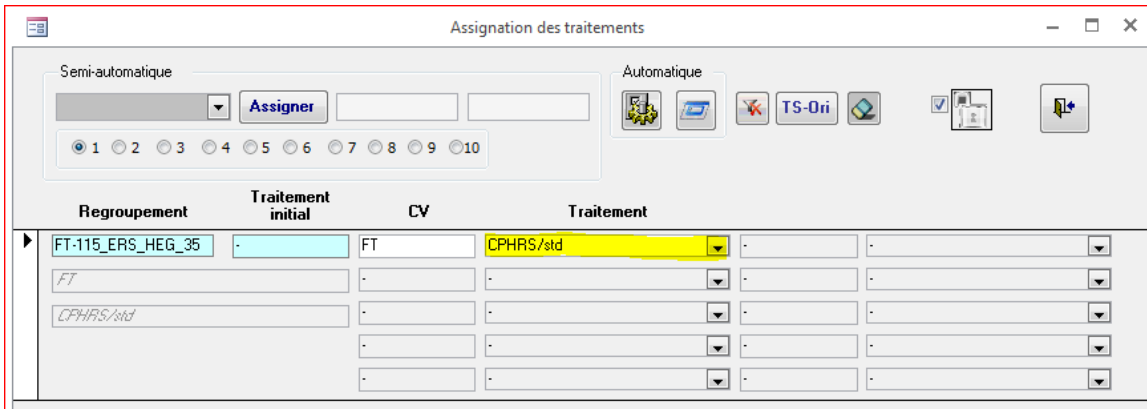 Assignation des traitements
Semi-automatique
Automatique
Assigner
TS-Ori
1 2 3 4 5 6 7 8 9 10
Regroupement Traitement initial CV Traitement
FT-115_ERS_HEG_35 - FT CPHRS/std - -
FT - - - -
CPHRS/std - - - -
- - - -
- - - -